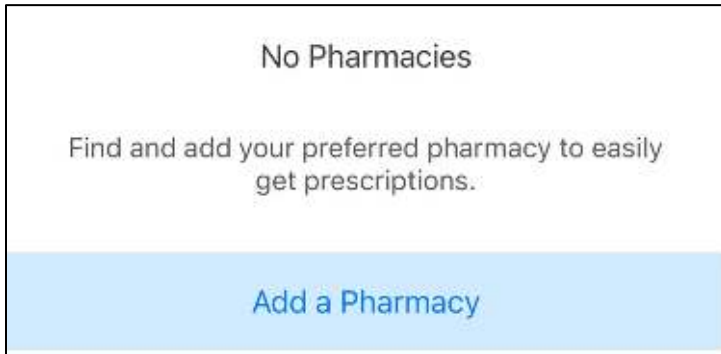 No Pharmacies
Find and add your preferred pharmacy to easily
get prescriptions.
Add a Pharmacy